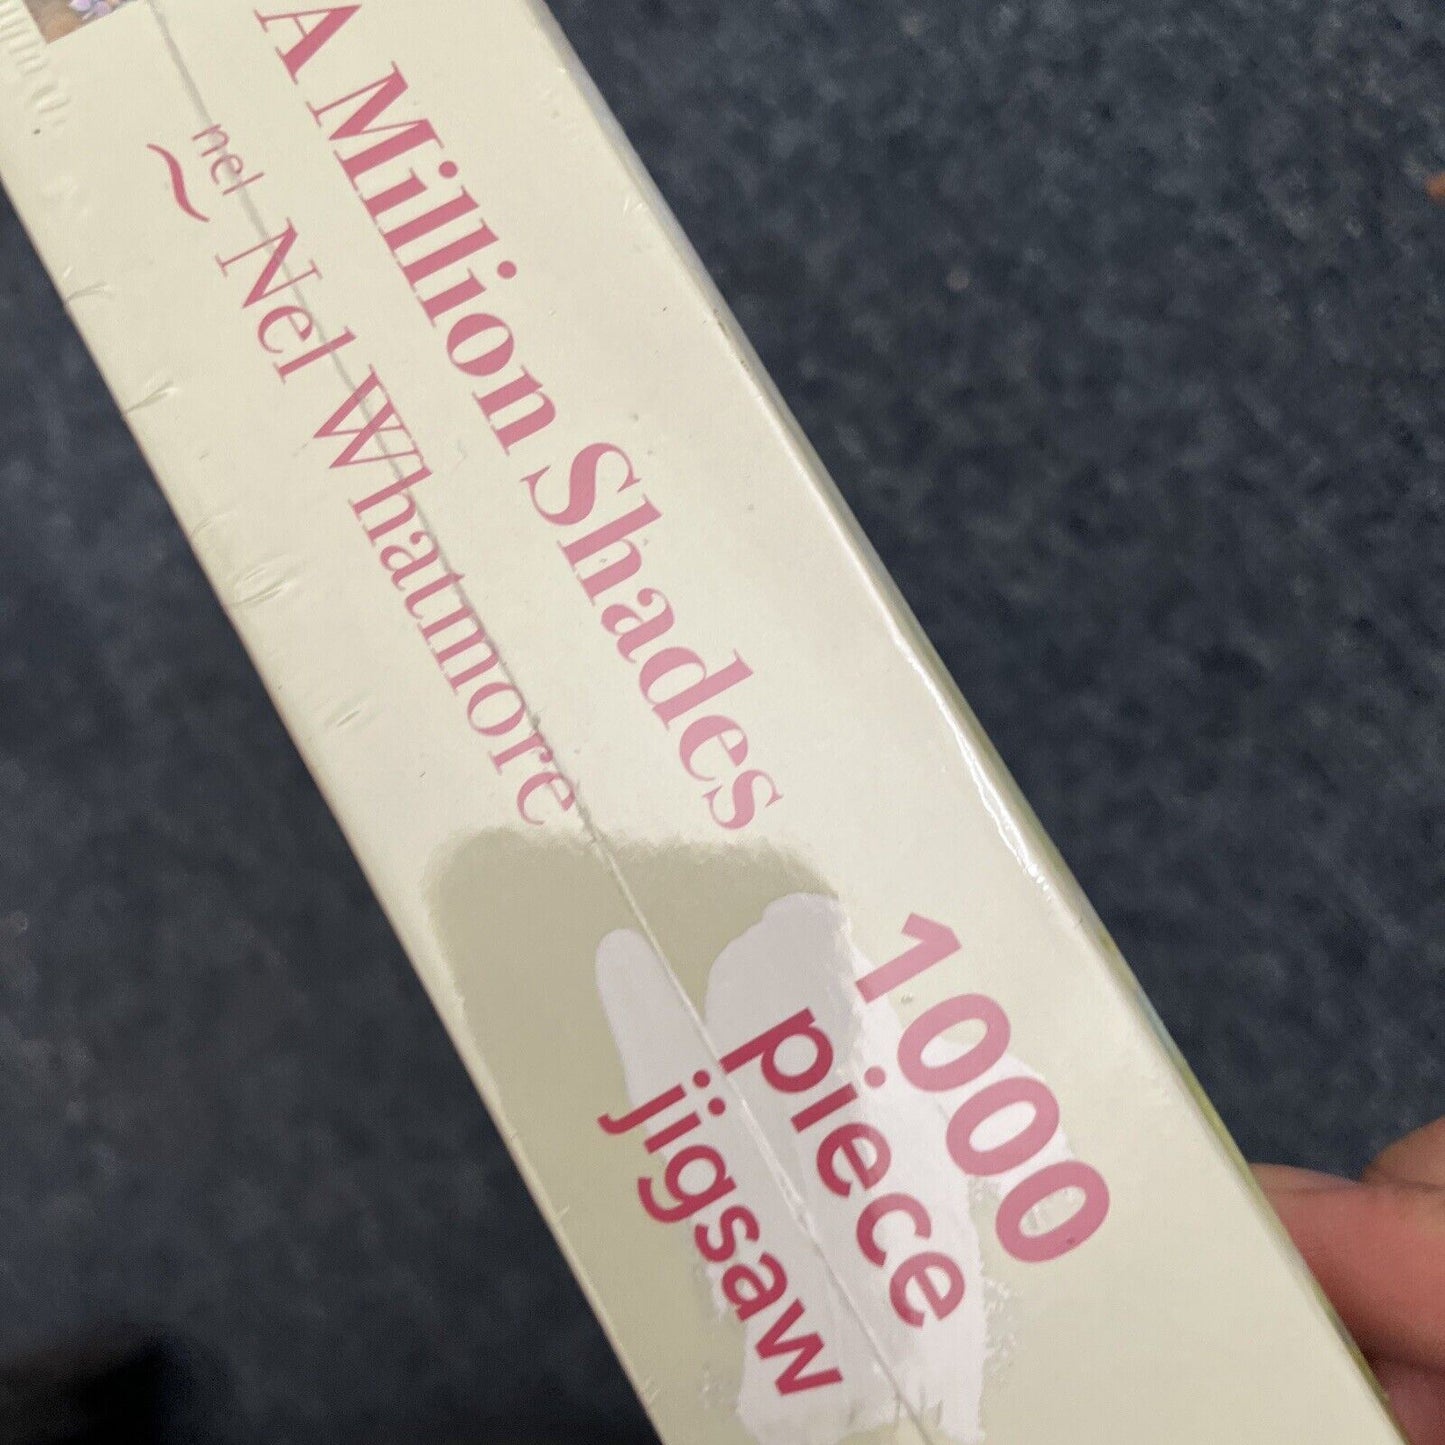 A Million Shades
nel
Nel Whatmore
1000
piece
jigsaw